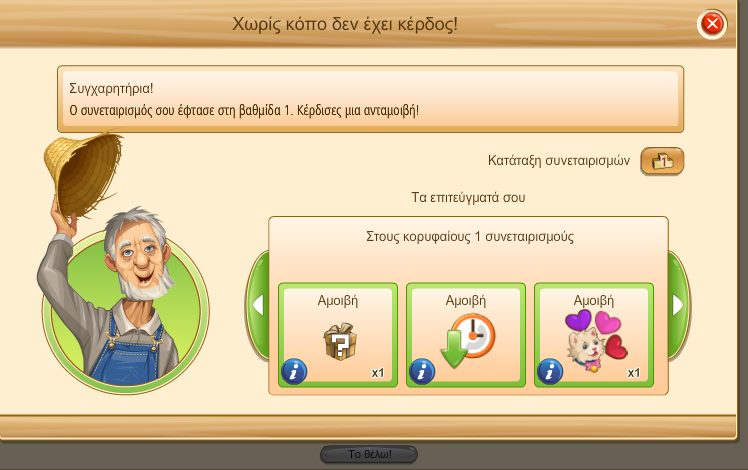 Χωρίς κόπο δεν έχει κέρδος!
Συγχαρητήρια!
Ο συνεταιρισμός σου έφτασε στη βαθμίδα 1. Κέρδισες μια ανταμοιβή!
Κατάταξη συνεταιρισμών
1
Τα επιτεύγματά σου
Στους κορυφαίους 1 συνεταιρισμούς
Αμοιβή
Αμοιβή
Αμοιβή
?
i
x1
i
i
x1
Το θέλω!